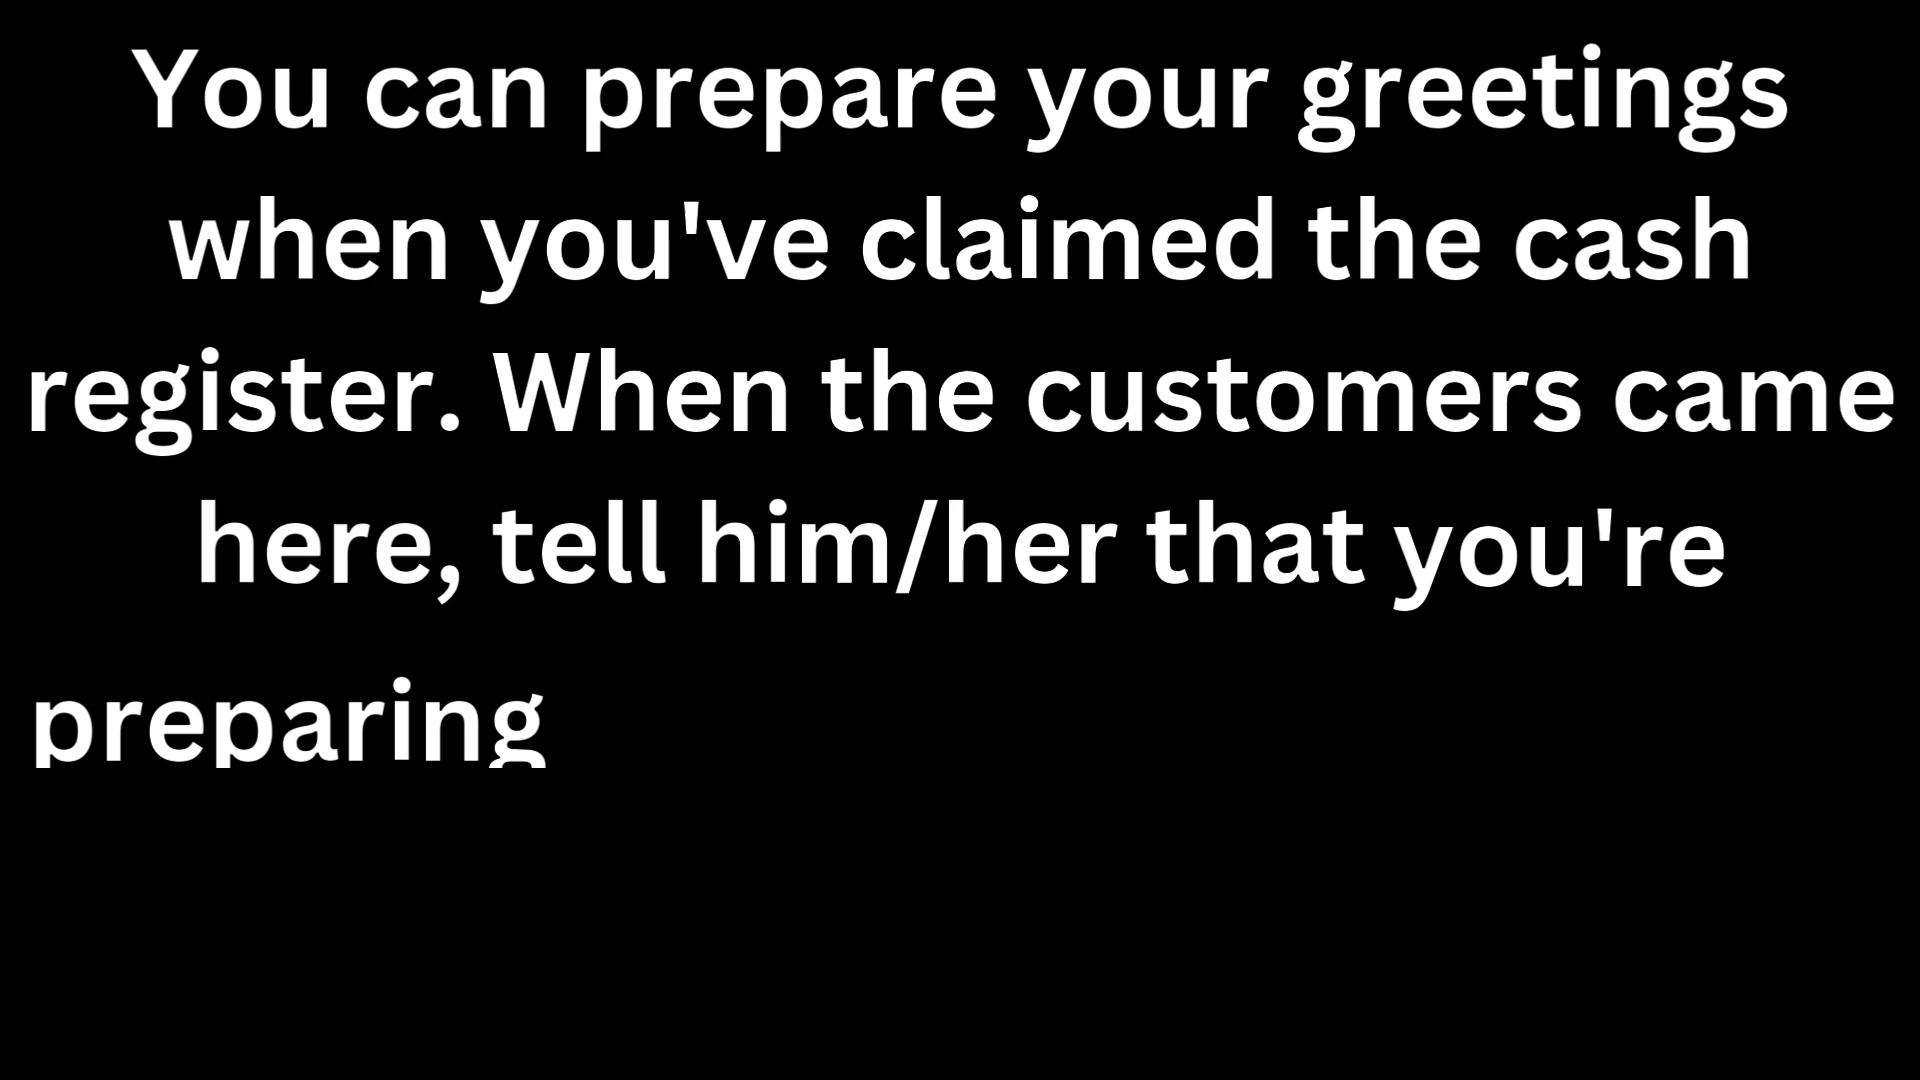 You can prepare your greetings
when you've claimed the cash
register. When the customers came
here, tell him/her that you're
preparing